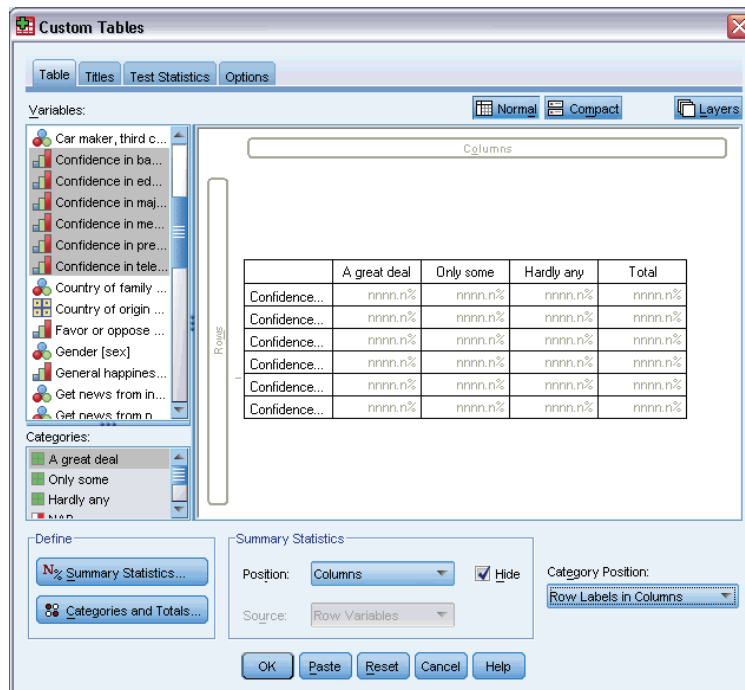 Custom Tables
Table Titles Test Statistics Options
Variables:
Normal Compact Layers
Car maker, third c...
Confidence in ba...
Confidence in ed...
Confidence in maj...
Confidence in me...
Confidence in pre...
Confidence in tele...
Country of family ...
Country of origin ...
Favor or oppose ...
Gender [sex]
General happines...
Get news from in...
Get news from n...
Categories:
A great deal
Only some
Hardly any
NAP
Columns
Rows
A great deal Only some Hardly any Total
Confidence... nnnn.n% nnnn.n% nnnn.n% nnnn.n%
Confidence... nnnn.n% nnnn.n% nnnn.n% nnnn.n%
Confidence... nnnn.n% nnnn.n% nnnn.n% nnnn.n%
Confidence... nnnn.n% nnnn.n% nnnn.n% nnnn.n%
Confidence... nnnn.n% nnnn.n% nnnn.n% nnnn.n%
Confidence... nnnn.n% nnnn.n% nnnn.n% nnnn.n%
Define
N% Summary Statistics...
Categories and Totals...
Summary Statistics
Position: Columns Hide
Source: Row Variables
Category Position:
Row Labels in Columns
OK Paste Reset Cancel Help